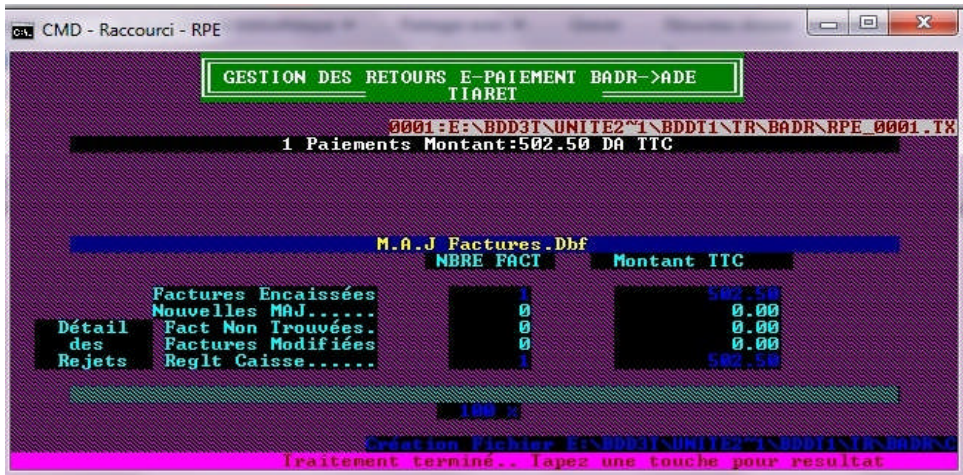 CMD - Raccourci - RPE
GESTION DES RETOURS E-PAIEMENT BADR->ADE
TIARET
0001:E:\BDD3T\UNITE2~1\BDDT1\TR\BADR\RPE_0001.TX
1 Paiements Montant:502.50 DA TTC
M.A.J Factures.Dbf
NBRE FACT Montant TTC
Factures Encaissées 1 502.50
Nouvelles MAJ...... 0 0.00
Détail Fact Non Trouvées. 0 0.00
des Factures Modifiées 0 0.00
Rejets Reglt Caisse...... 1 502.50
100 %
Création Fichier E:\BDD3T\UNITE2~1\BDDT1\TR\BADR\C
Traitement terminé.. Tapez une touche pour resultat